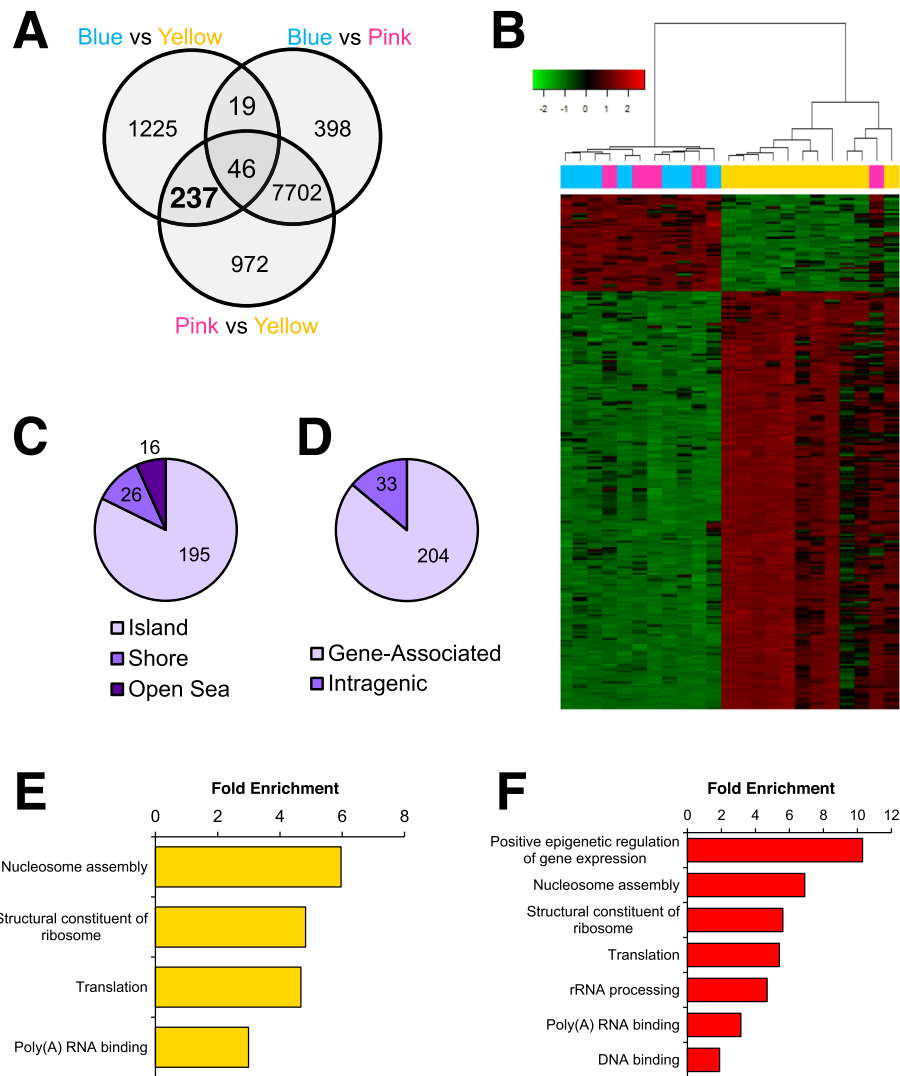 A
Blue vs Yellow
Blue vs Pink
1225
19
398
46
237
7702
972
Pink vs Yellow
B
-2 -1 0 1 2
C
16
26
195
Island
Shore
Open Sea
D
33
204
Gene-Associated
Intragenic
E
Fold Enrichment
0 2 4 6 8
Nucleosome assembly
Structural constituent of
ribosome
Translation
Poly(A) RNA binding
F
Fold Enrichment
0 2 4 6 8 10 12
Positive epigenetic regulation
of gene expression
Nucleosome assembly
Structural constituent of
ribosome
Translation
rRNA processing
Poly(A) RNA binding
DNA binding